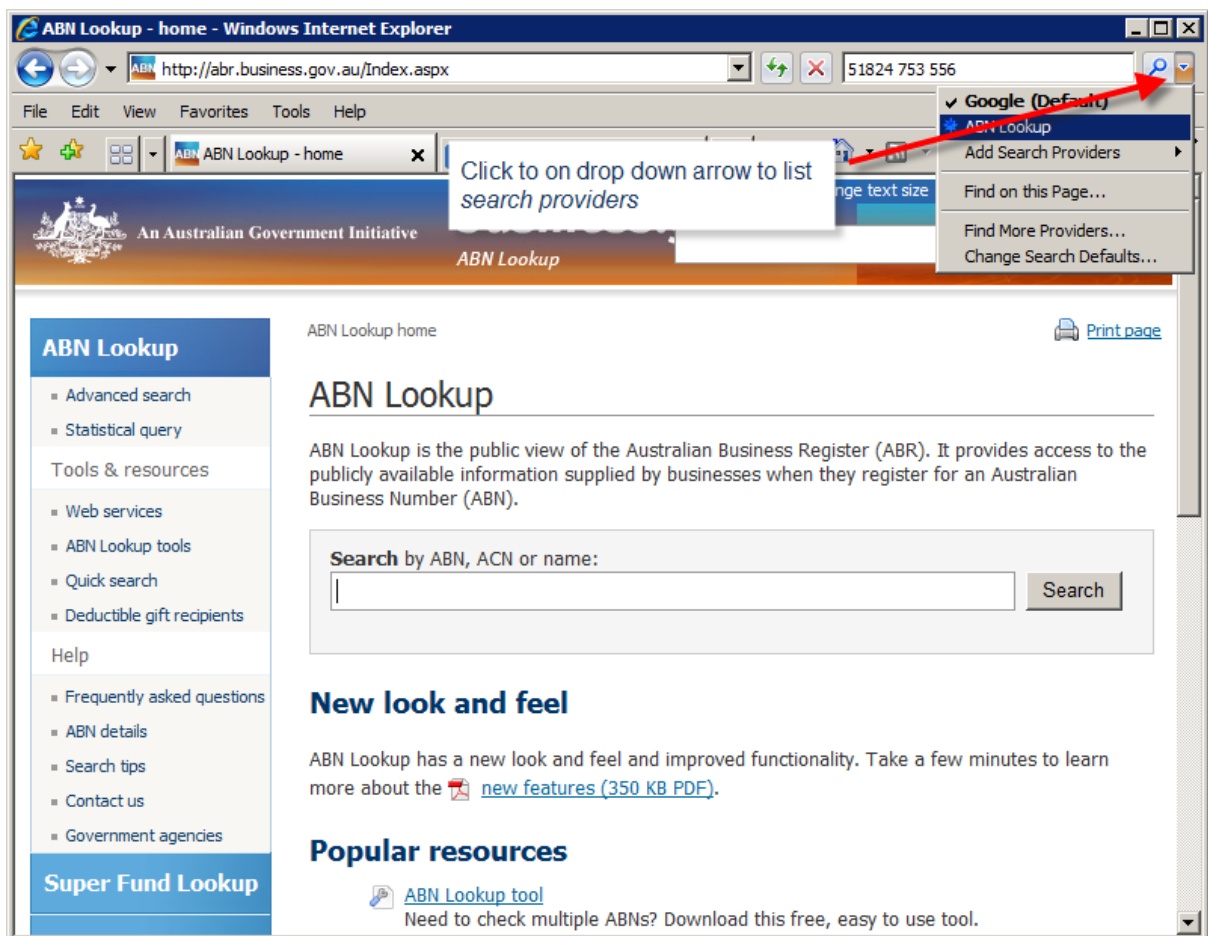 ABN Lookup - home - Windows Internet Explorer
ABN http://abr.business.gov.au/Index.aspx
51824 753 556
File Edit View Favorites Tools Help
Google (Default)
ABN Lookup
Add Search Providers
Find on this Page...
Find More Providers...
Change Search Defaults...
ABN ABN Lookup - home
Click to on drop down arrow to list
search providers
text size
An Australian Government Initiative
ABN Lookup
ABN Lookup
Advanced search
Statistical query
Tools & resources
Web services
ABN Lookup tools
Quick search
Deductible gift recipients
Help
Frequently asked questions
ABN details
Search tips
Contact us
Government agencies
Super Fund Lookup
ABN Lookup home
Print page
ABN Lookup
ABN Lookup is the public view of the Australian Business Register (ABR). It provides access to the
publicly available information supplied by businesses when they register for an Australian
Business Number (ABN).
Search by ABN, ACN or name:
Search
New look and feel
ABN Lookup has a new look and feel and improved functionality. Take a few minutes to learn
more about the new features (350 KB PDF).
Popular resources
ABN Lookup tool
Need to check multiple ABNs? Download this free, easy to use tool.